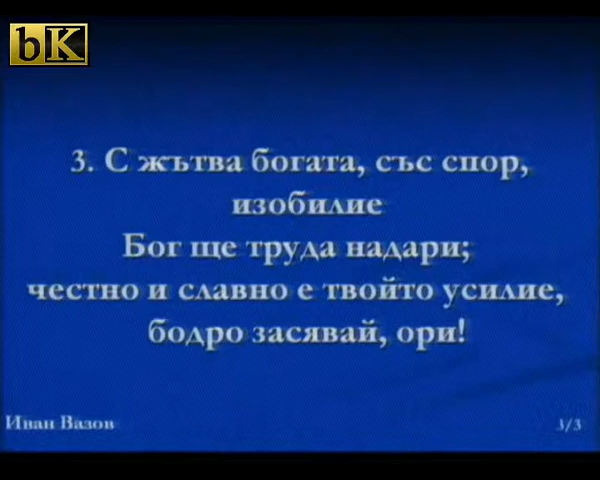 bK
3. С жътва богата, със спор,
изобилие
Бог ще труда надари;
честно и славно е твойто усилие,
бодро засявай, ори!
Иван Вазов
3/3